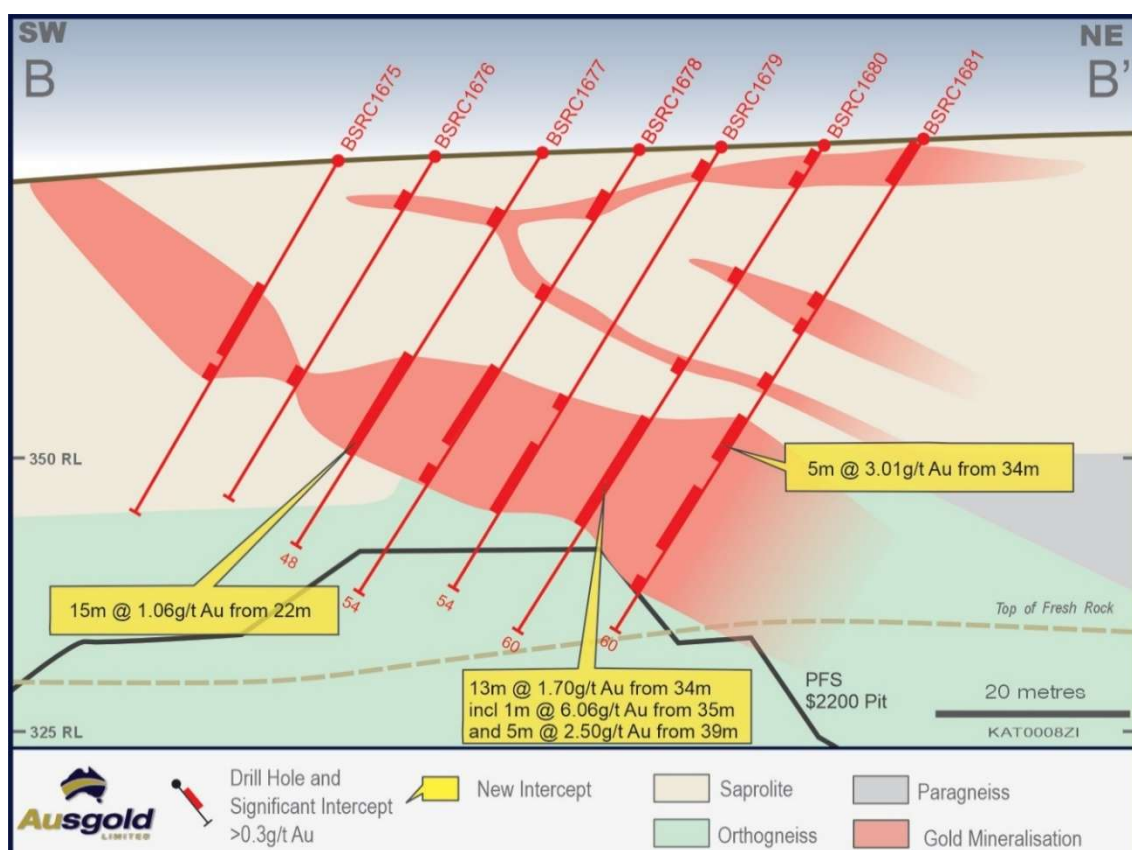 SW
B
NE
B'
BSRC1675
BSRC1676
BSRC1677
BSRC1678
BSRC1679
BSRC1680
BSRC1681
350 RL
5m @ 3.01g/t Au from 34m
48
54
54
60
60
15m @ 1.06g/t Au from 22m
Top of Fresh Rock
13m @ 1.70g/t Au from 34m
incl 1m @ 6.06g/t Au from 35m
and 5m @ 2.50g/t Au from 39m
PFS
$2200 Pit
20 metres
KAT0008ZI
325 RL
Ausgold
LIMITED
Drill Hole and
Significant Intercept
>0.3g/t Au
New Intercept
Saprolite
Orthogneiss
Paragneiss
Gold Mineralisation